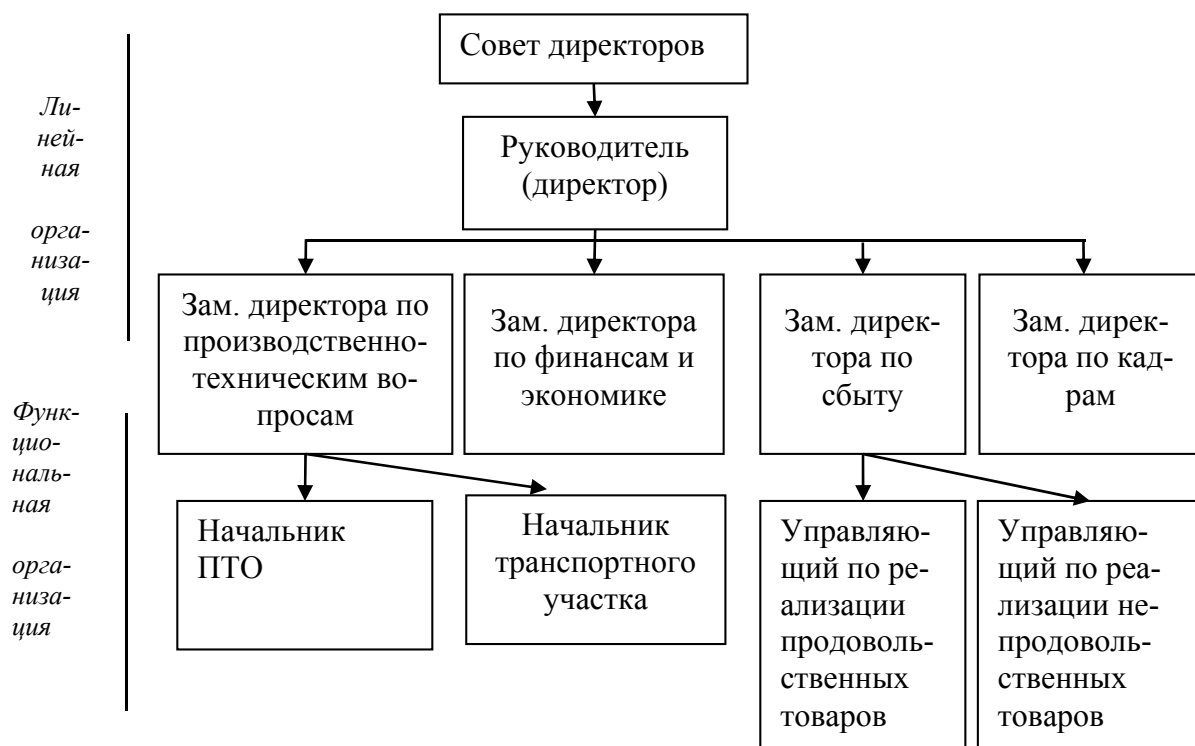 Совет директоров
Ли-
ней-
ная
орга-
низа-
ция
Руководитель
(директор)
Зам. директора по
производственно-
техническим во-
просам
Зам. директора
по финансам и
экономике
Зам. дирек-
тора по
сбыту
Зам. дирек-
тора по кад-
рам
Функ-
цио-
наль-
ная
орга-
низа-
ция
Начальник
ПТО
Начальник
транспортного
участка
Управляю-
щий по ре-
ализации
продоволь-
ственных
товаров
Управляю-
щий по реа-
лизации не-
продоволь-
ственных
товаров